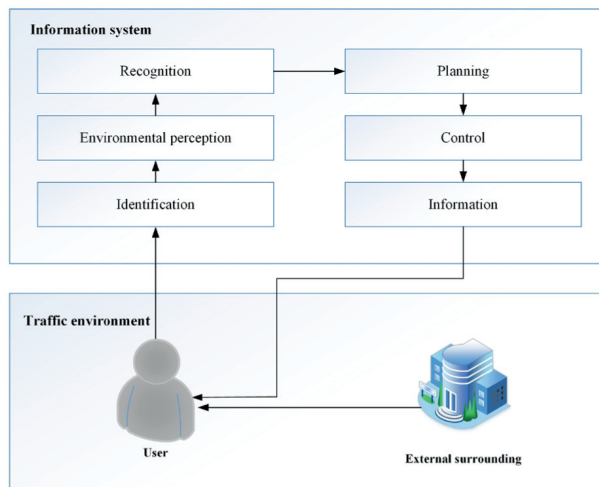 Information system
Recognition
Planning
Environmental perception
Control
Identification
Information
Traffic environment
User
External surrounding